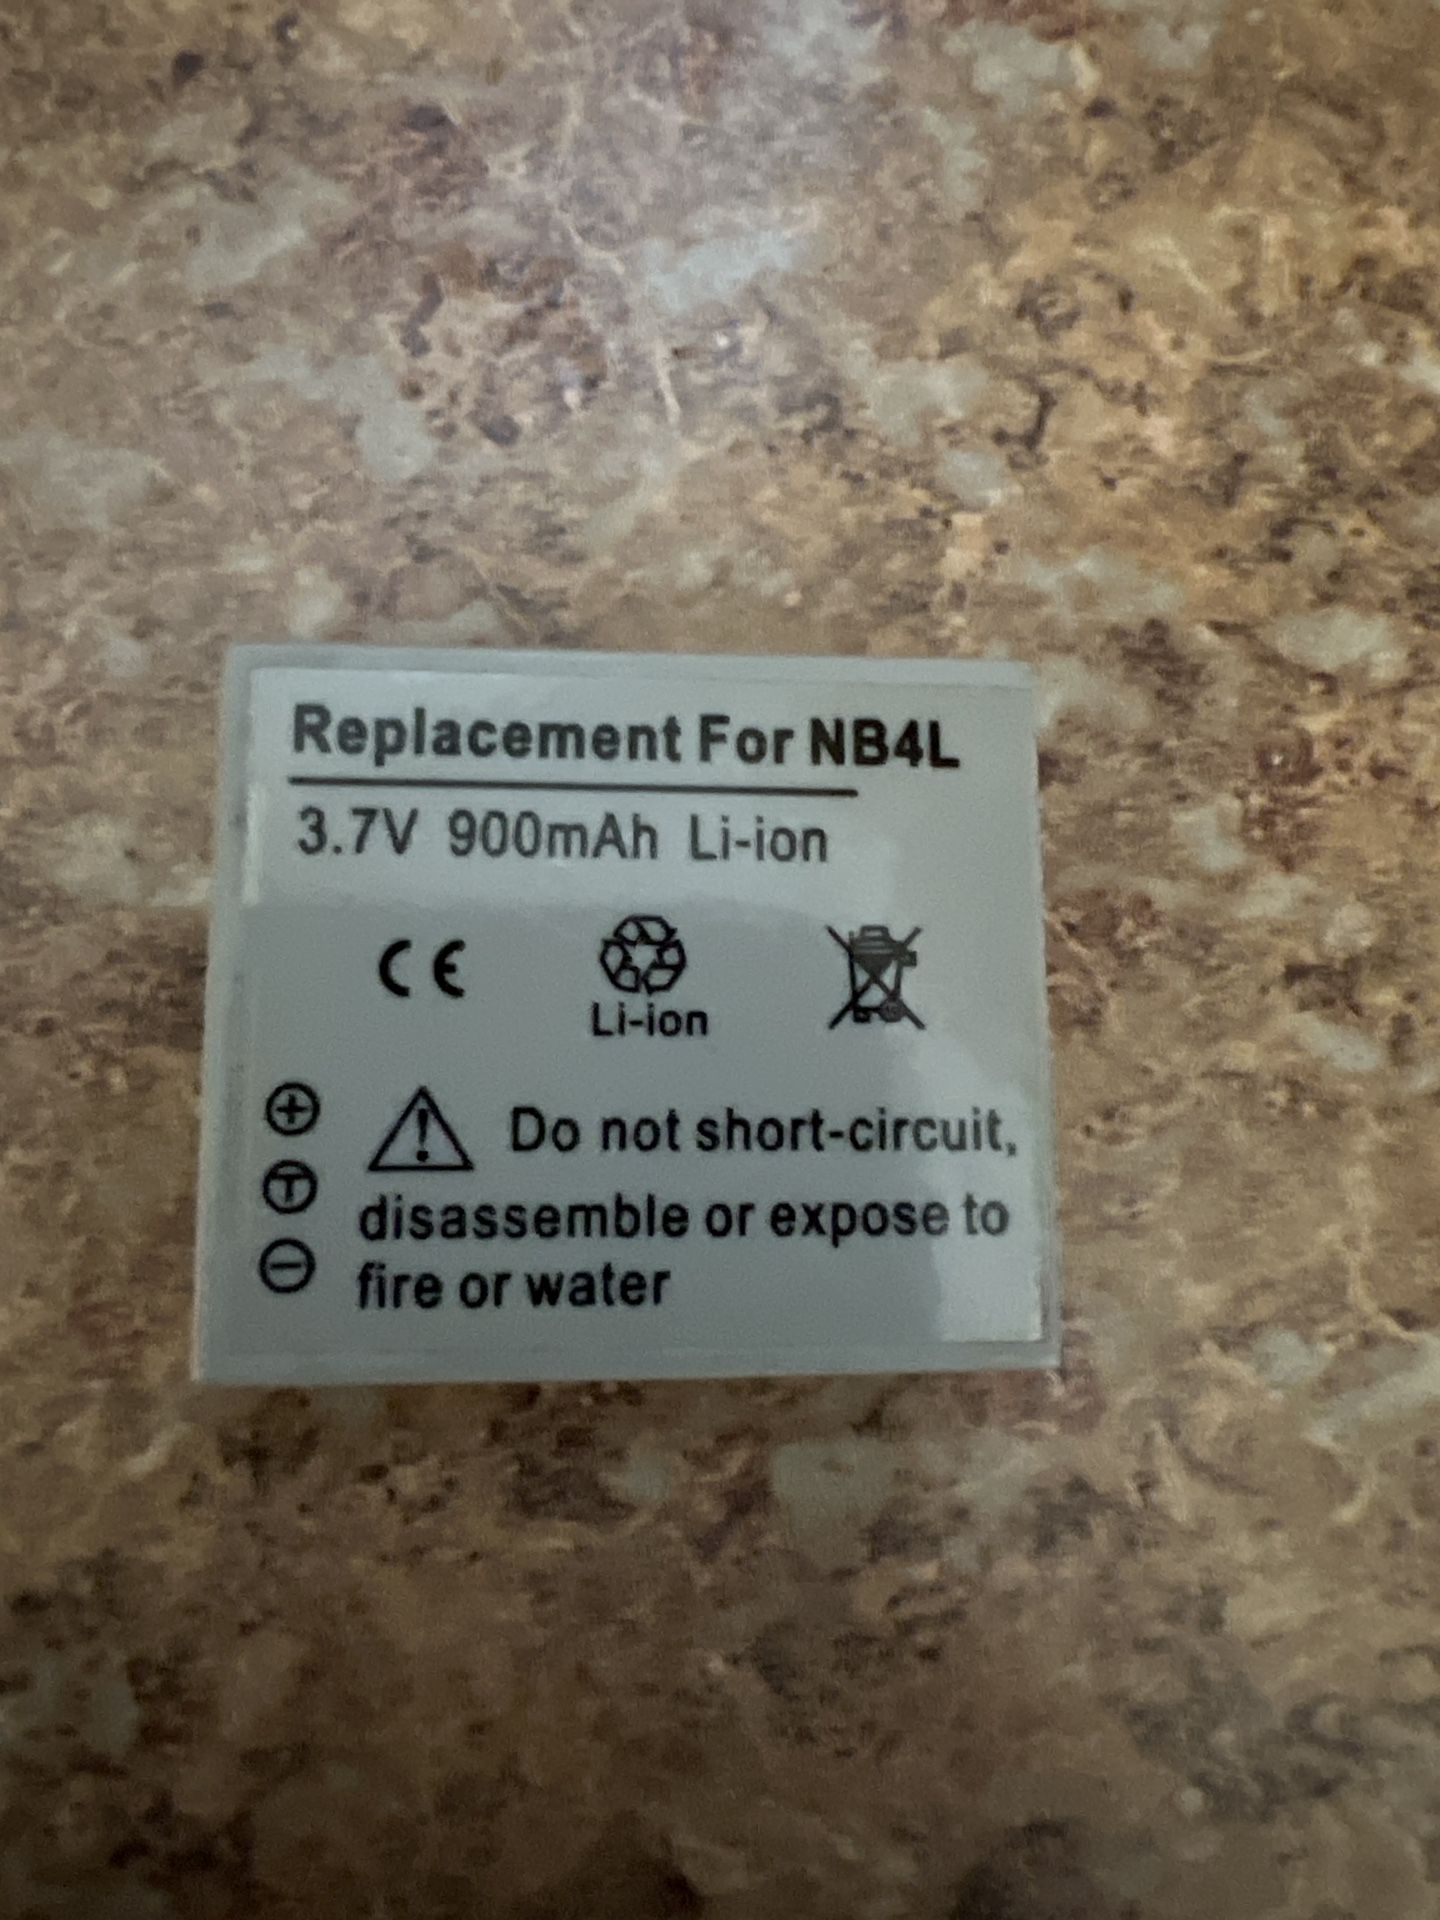 Replacement For NB4L
3.7V 900mAh Li-ion
CE
Li-ion
+
T
−
! Do not short-circuit,
disassemble or expose to
fire or water